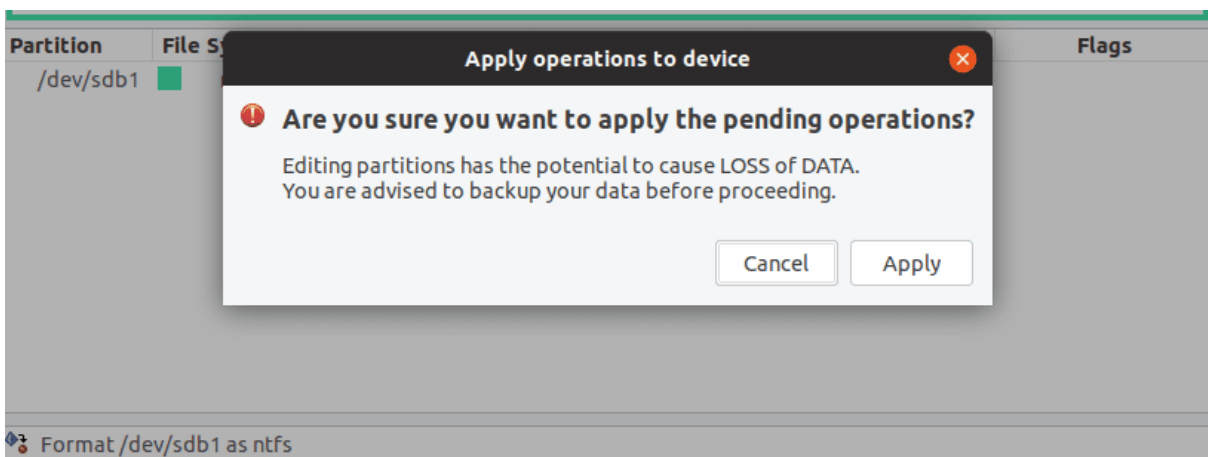 Partition File Sy Flags
/dev/sdb1
Apply operations to device
Are you sure you want to apply the pending operations?
Editing partitions has the potential to cause LOSS of DATA.
You are advised to backup your data before proceeding.
Cancel Apply
Format /dev/sdb1 as ntfs